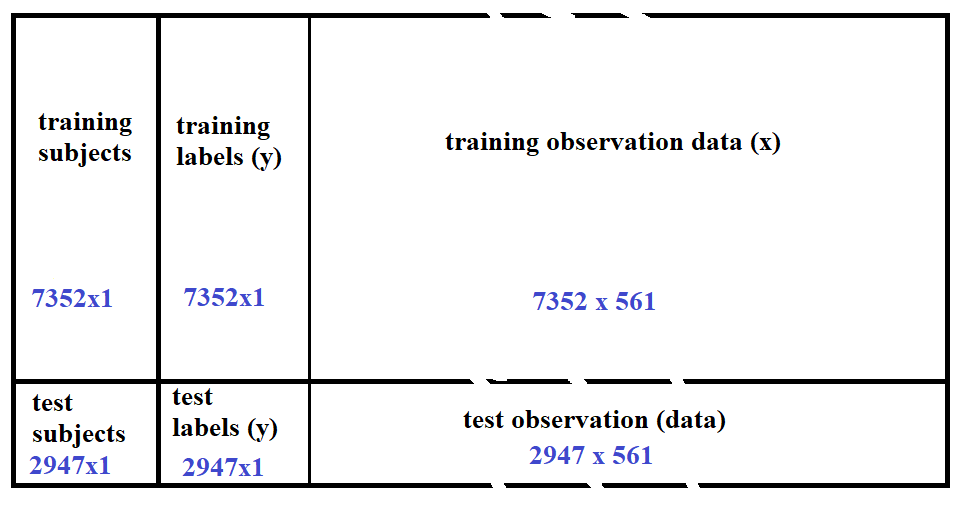 training
subjects
training
labels (y)
training observation data (x)
7352x1
7352x1
7352 x 561
test
subjects
2947x1
test
labels (y)
2947x1
test observation (data)
2947 x 561